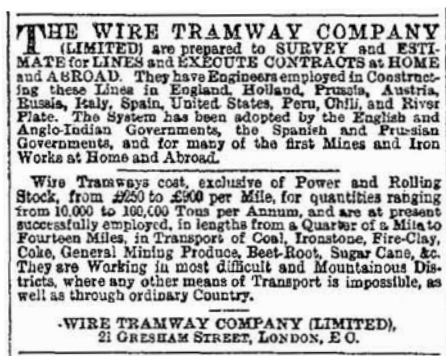 THE WIRE TRAMWAY COMPANY
(LIMITED) are prepared to SURVEY and ESTI-
MATE for LINES and EXECUTE CONTRACTS at HOME
and ABROAD. They have Engineers employed in Construct-
ing these Lines in England, Holland, Prussia, Austria,
Russia, Italy, Spain, United States, Peru, Chili, and River
Plate. The System has been adopted by the English and
Anglo-Indian Governments, the Spanish and Prussian
Governments, and for many of the first Mines and Iron
Works at Home and Abroad.
Wire Tramways cost, exclusive of Power and Rolling
Stock, from £250 to £900 per Mile, for quantities ranging
from 10,000 to 100,000 Tons per Annum, and are at present
successfully employed, in lengths from a Quarter of a Mile to
Fourteen Miles, in Transport of Coal, Ironstone, Fire-Clay,
Coke, General Mining Produce, Beet-Root, Sugar Cane, &c.
They are Working in most difficult and Mountainous Dis-
tricts, where any other means of Transport is impossible, as
well as through ordinary Country.
WIRE TRAMWAY COMPANY (LIMITED),
21 GRESHAM STREET, LONDON, E C.